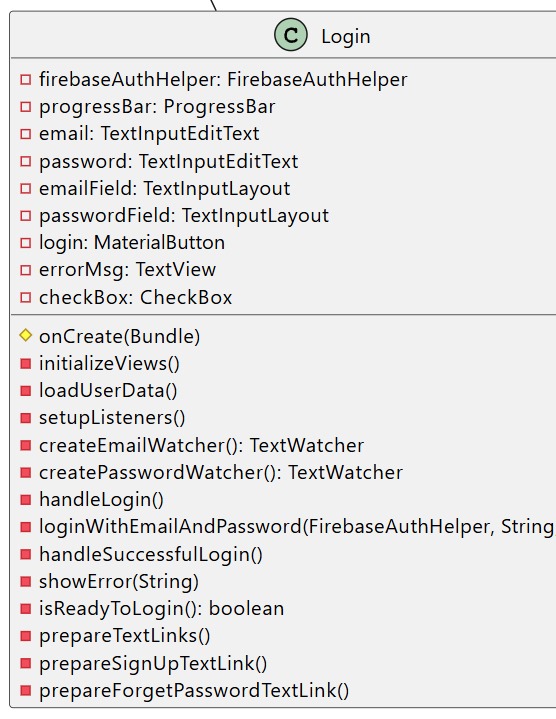 C Login
firebaseAuthHelper: FirebaseAuthHelper
progressBar: ProgressBar
email: TextInputEditText
password: TextInputEditText
emailField: TextInputLayout
passwordField: TextInputLayout
login: MaterialButton
errorMsg: TextView
checkBox: CheckBox
onCreate(Bundle)
initializeViews()
loadUserData()
setupListeners()
createEmailWatcher(): TextWatcher
createPasswordWatcher(): TextWatcher
handleLogin()
loginWithEmailAndPassword(FirebaseAuthHelper, String
handleSuccessfulLogin()
showError(String)
isReadyToLogin(): boolean
prepareTextLinks()
prepareSignUpTextLink()
prepareForgetPasswordTextLink()